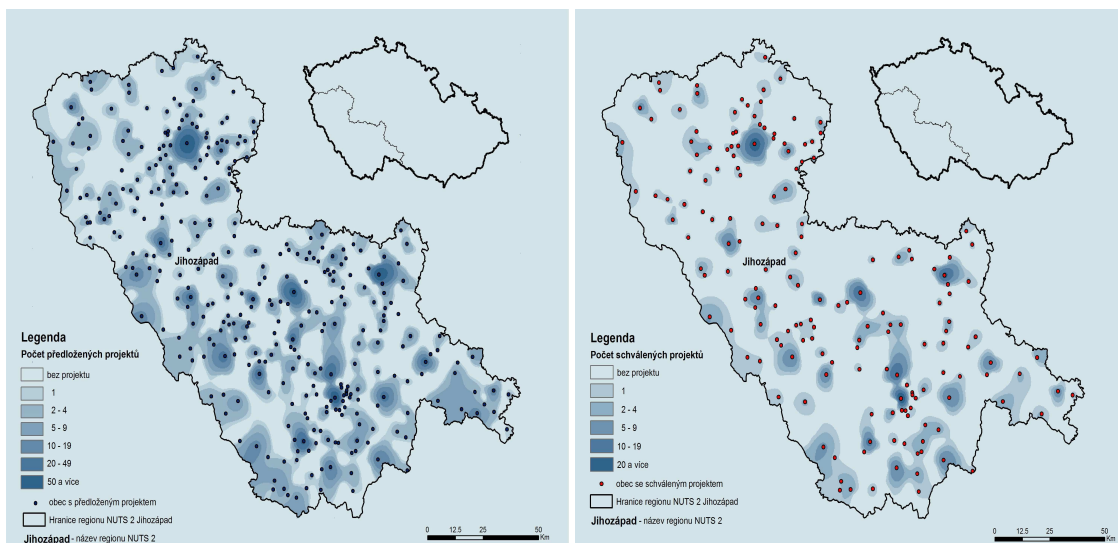 Jihozápad
Legenda
Počet předložených projektů
bez projektu
1
2 - 4
5 - 9
10 - 19
20 - 49
50 a více
obec s předloženým projektem
Hranice regionu NUTS 2 Jihozápad
Jihozápad - název regionu NUTS 2
0 12.5 25 50
Km
Jihozápad
Legenda
Počet schválených projektů
bez projektu
1
2 - 4
5 - 9
10 - 19
20 a více
obec se schváleným projektem
Hranice regionu NUTS 2 Jihozápad
Jihozápad - název regionu NUTS 2
0 12.5 25 50
Km